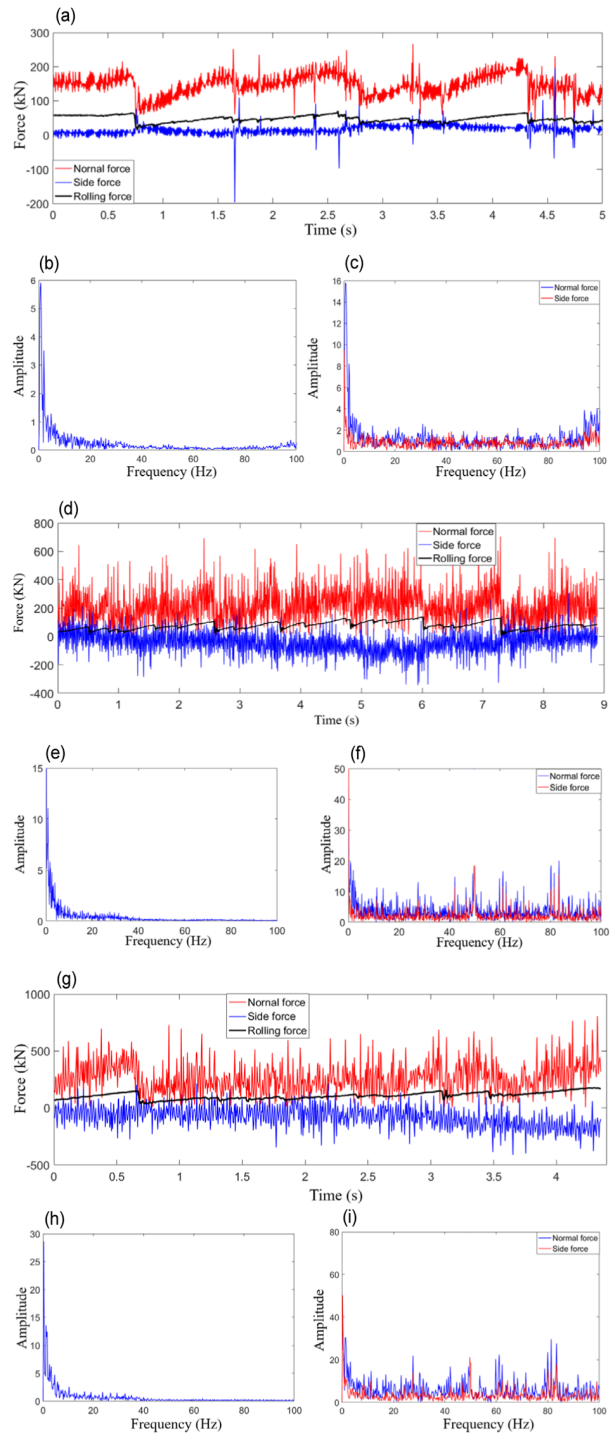 (a)
300
200
100
0
-100
-200
Force (kN)
Nornal force
Side force
Rolling force
0 0.5 1 1.5 2 2.5 3 3.5 4 4.5 5
Time (s)
(b)
6
5
4
3
2
1
0
Amplitude
0 20 40 60 80 100
Frequency (Hz)
(c)
16
14
12
10
8
6
4
2
0
Amplitude
Normal force
Side force
0 20 40 60 80 100
Frequency (Hz)
(d)
800
600
400
200
0
-200
-400
Force (KN)
Normal force
Side force
Rolling force
0 1 2 3 4 5 6 7 8 9
Time (s)
(e)
15
10
5
0
Amplitude
0 20 40 60 80 100
Frequency (Hz)
(f)
50
40
30
20
10
0
Amplitude
Normal force
Side force
0 20 40 60 80 100
Frequency (Hz)
(g)
1000
500
0
-500
Force (kN)
Nornal force
Side force
Rolling force
0 0.5 1 1.5 2 2.5 3 3.5 4
Time (s)
(h)
30
25
20
15
10
5
0
Amplitude
0 20 40 60 80 100
Frequency (Hz)
(i)
80
60
40
20
0
Amplitude
Normal force
Side force
0 20 40 60 80 100
Frequency (Hz)